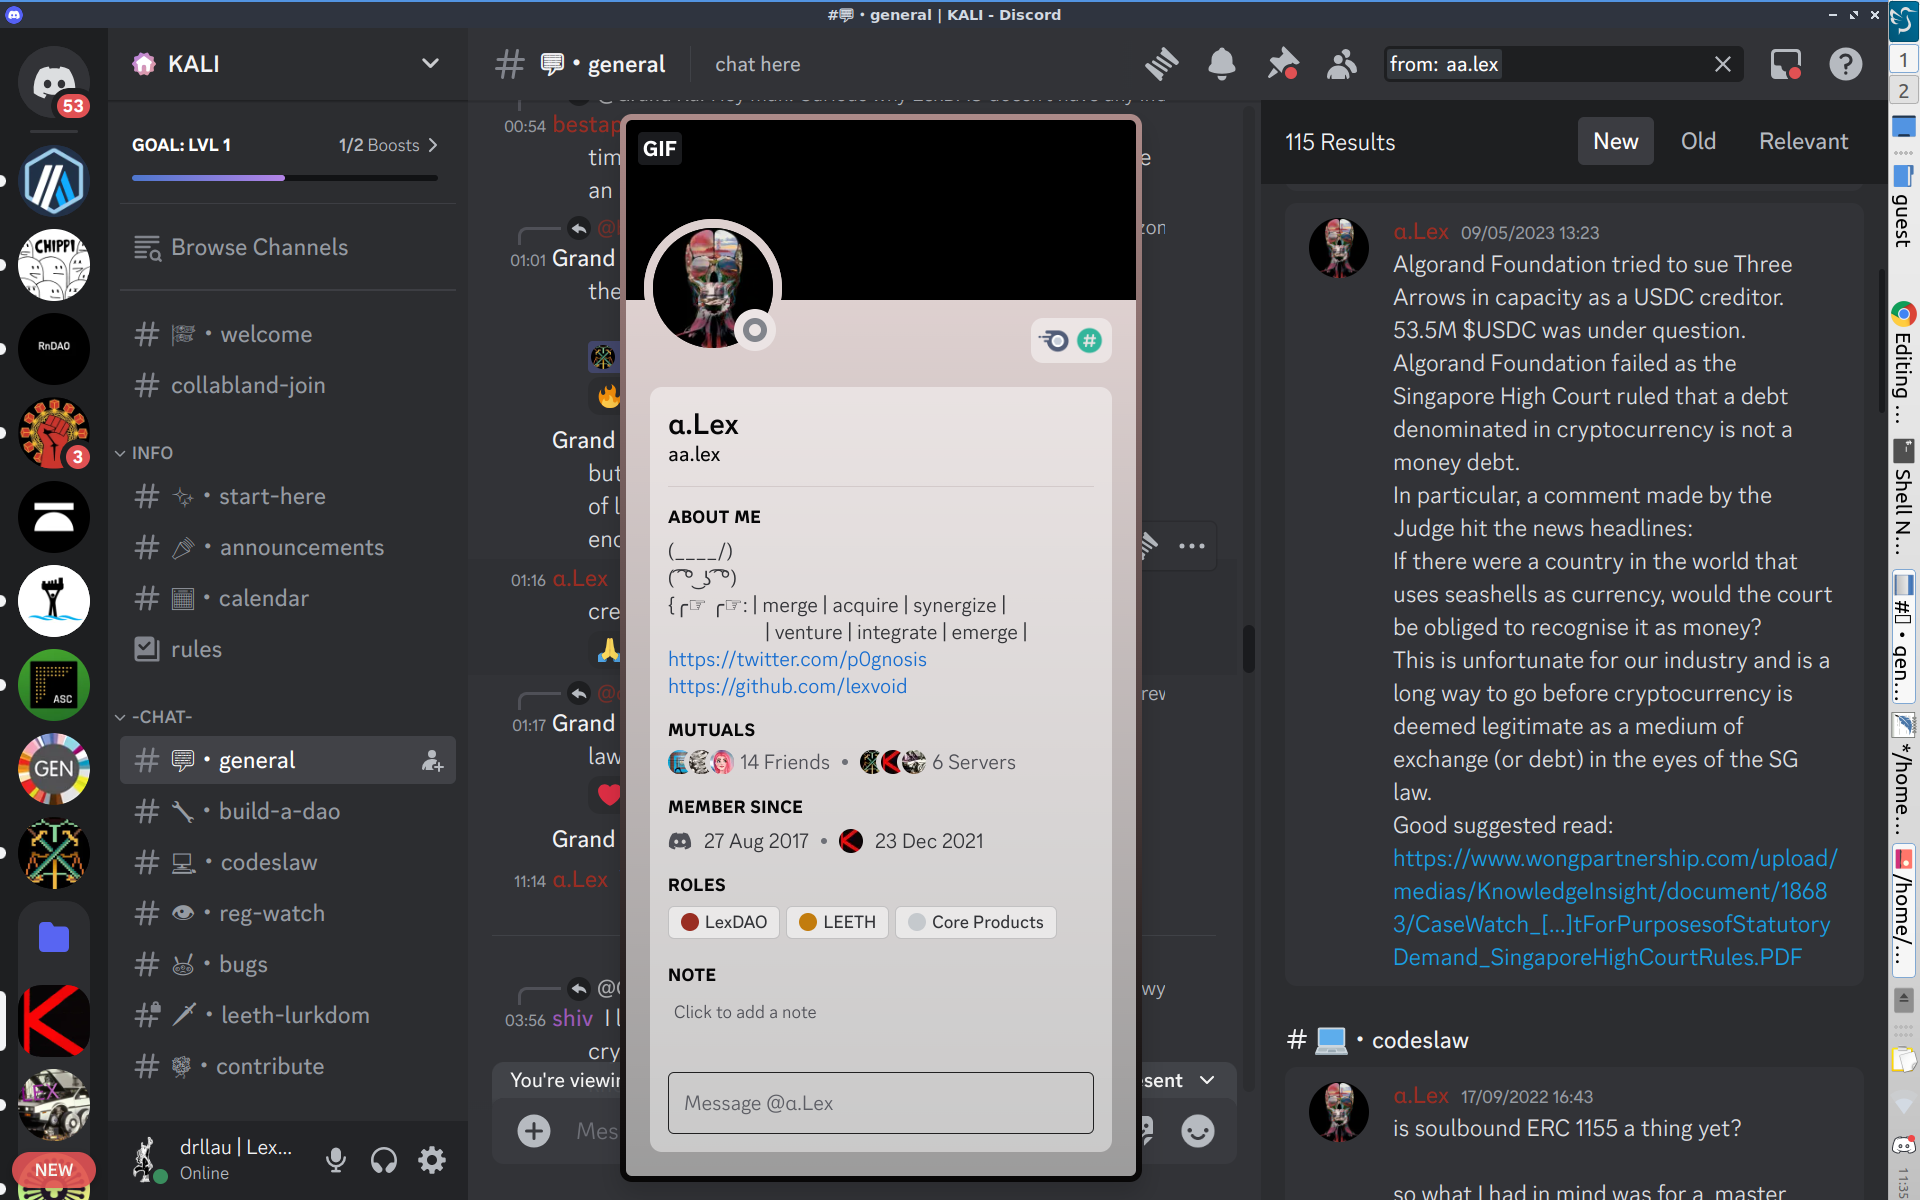 #💬 • general | KALI - Discord
53
CHIPPI
RnDAO
3
ASC
GEN
LEX
NEW
KALI
GOAL: LVL 1
1/2 Boosts
Browse Channels
# • welcome
# collabland-join
INFO
# • start-here
# • announcements
# • calendar
rules
-CHAT-
# 💬 • general
# • build-a-dao
# • codeslaw
# • reg-watch
# • bugs
# • leeth-lurkdom
# • contribute
drllau | Lex...
Online
# 💬 • general
chat here
from: aa.lex
00:54
tim
an
01:01 Grand
the
Grand
but
of l
enc
01:16 α.Lex
cre
01:17 Grand
law
Grand
11:14 α.Lex
03:56 shiv I l
cry
You're viewin
esent
Mes
GIF
α.Lex
aa.lex
ABOUT ME
(____/)
( ͡ ͡° ͜ ʖ ͡ ͡°)
{╭☞ ╭☞: | merge | acquire | synergize |
| venture | integrate | emerge |
https://twitter.com/p0gnosis
https://github.com/lexvoid
MUTUALS
14 Friends • 6 Servers
MEMBER SINCE
27 Aug 2017 • 23 Dec 2021
ROLES
LexDAO LEETH Core Products
NOTE
Click to add a note
Message @α.Lex
115 Results
New Old Relevant
α.Lex 09/05/2023 13:23
Algorand Foundation tried to sue Three
Arrows in capacity as a USDC creditor.
53.5M $USDC was under question.
Algorand Foundation failed as the
Singapore High Court ruled that a debt
denominated in cryptocurrency is not a
money debt.
In particular, a comment made by the
Judge hit the news headlines:
If there were a country in the world that
uses seashells as currency, would the court
be obliged to recognise it as money?
This is unfortunate for our industry and is a
long way to go before cryptocurrency is
deemed legitimate as a medium of
exchange (or debt) in the eyes of the SG
law.
Good suggested read:
https://www.wongpartnership.com/upload/
medias/KnowledgeInsight/document/1868
3/CaseWatch_[...]tForPurposesofStatutory
Demand_SingaporeHighCourtRules.PDF
# 💻 • codeslaw
α.Lex 17/09/2022 16:43
is soulbound ERC 1155 a thing yet?
so what I had in mind was for a master
1
2
guest
Editing ...
Shell N...
#▯ • gen...
*/home...
/home/...
11:35